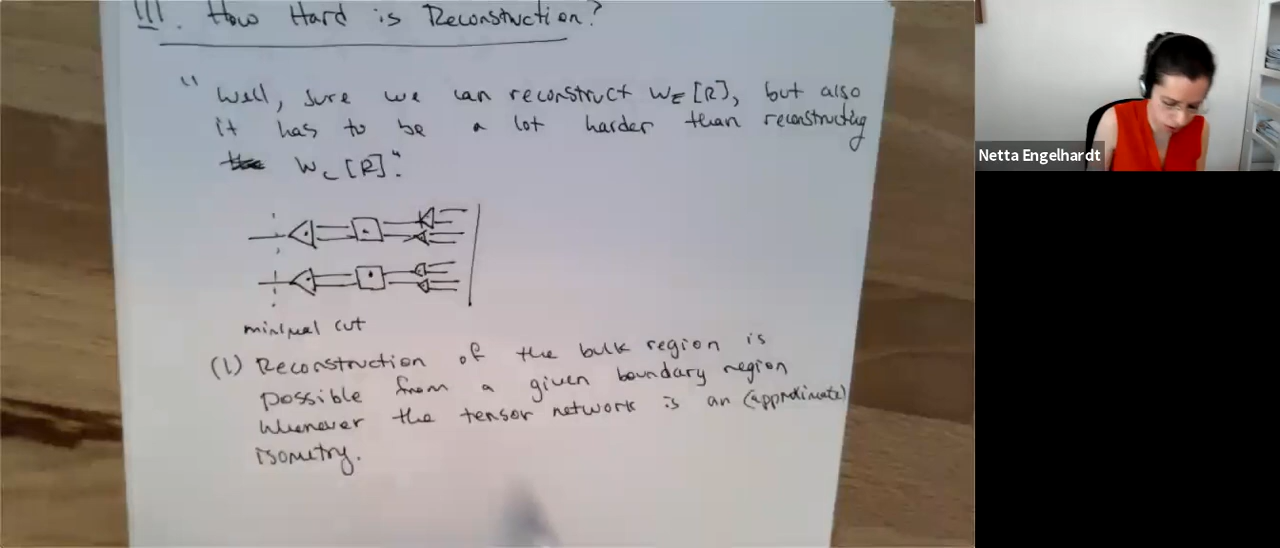 III. How Hard is Reconstruction?
"Well, sure we can reconstruct W_E[R], but also
it has to be a lot harder than reconstructing
W_C[R]."
minimal cut
(1) Reconstruction of the bulk region is
possible from a given boundary region
whenever the tensor network is an (approximate)
isometry.
Netta Engelhardt